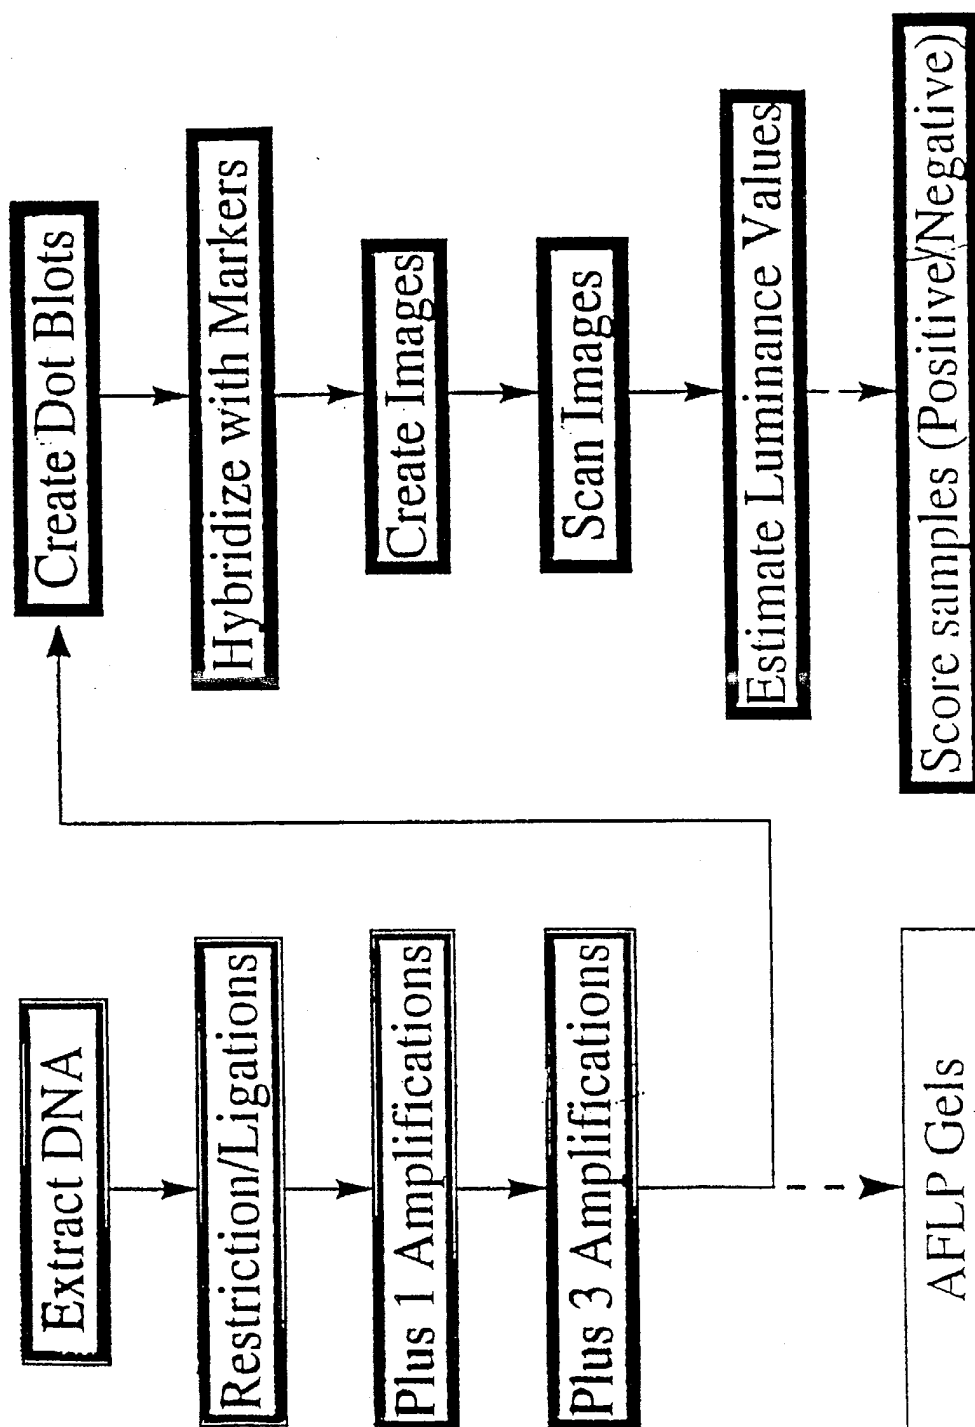 Extract DNA
Restriction/Ligations
Plus 1 Amplifications
Plus 3 Amplifications
AFLP Gels
Create Dot Blots
Hybridize with Markers
Create Images
Scan Images
Estimate Luminance Values
Score samples (Positive/Negative)